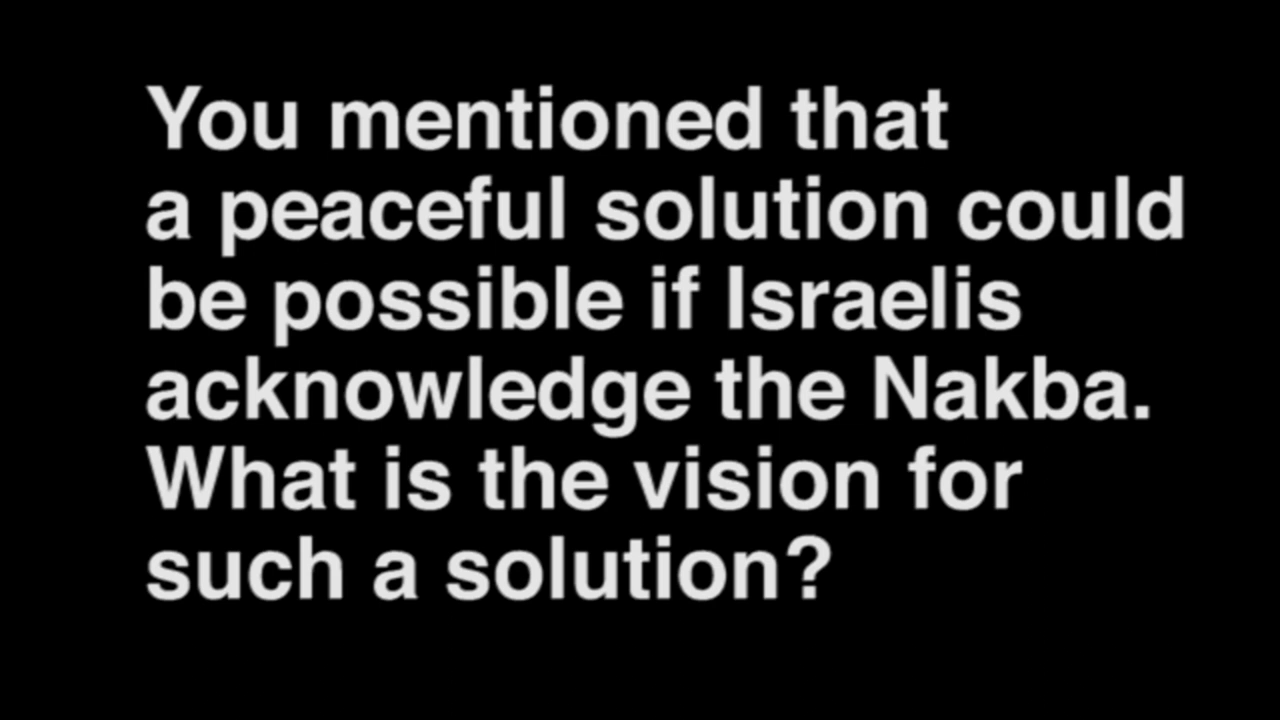 You mentioned that
a peaceful solution could
be possible if Israelis
acknowledge the Nakba.
What is the vision for
such a solution?